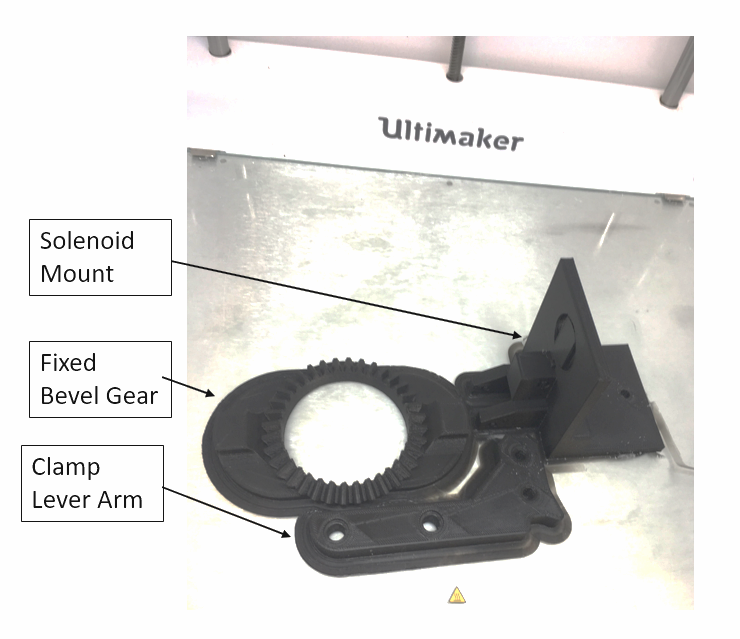 Ultimaker
Solenoid
Mount
Fixed
Bevel Gear
Clamp
Lever Arm